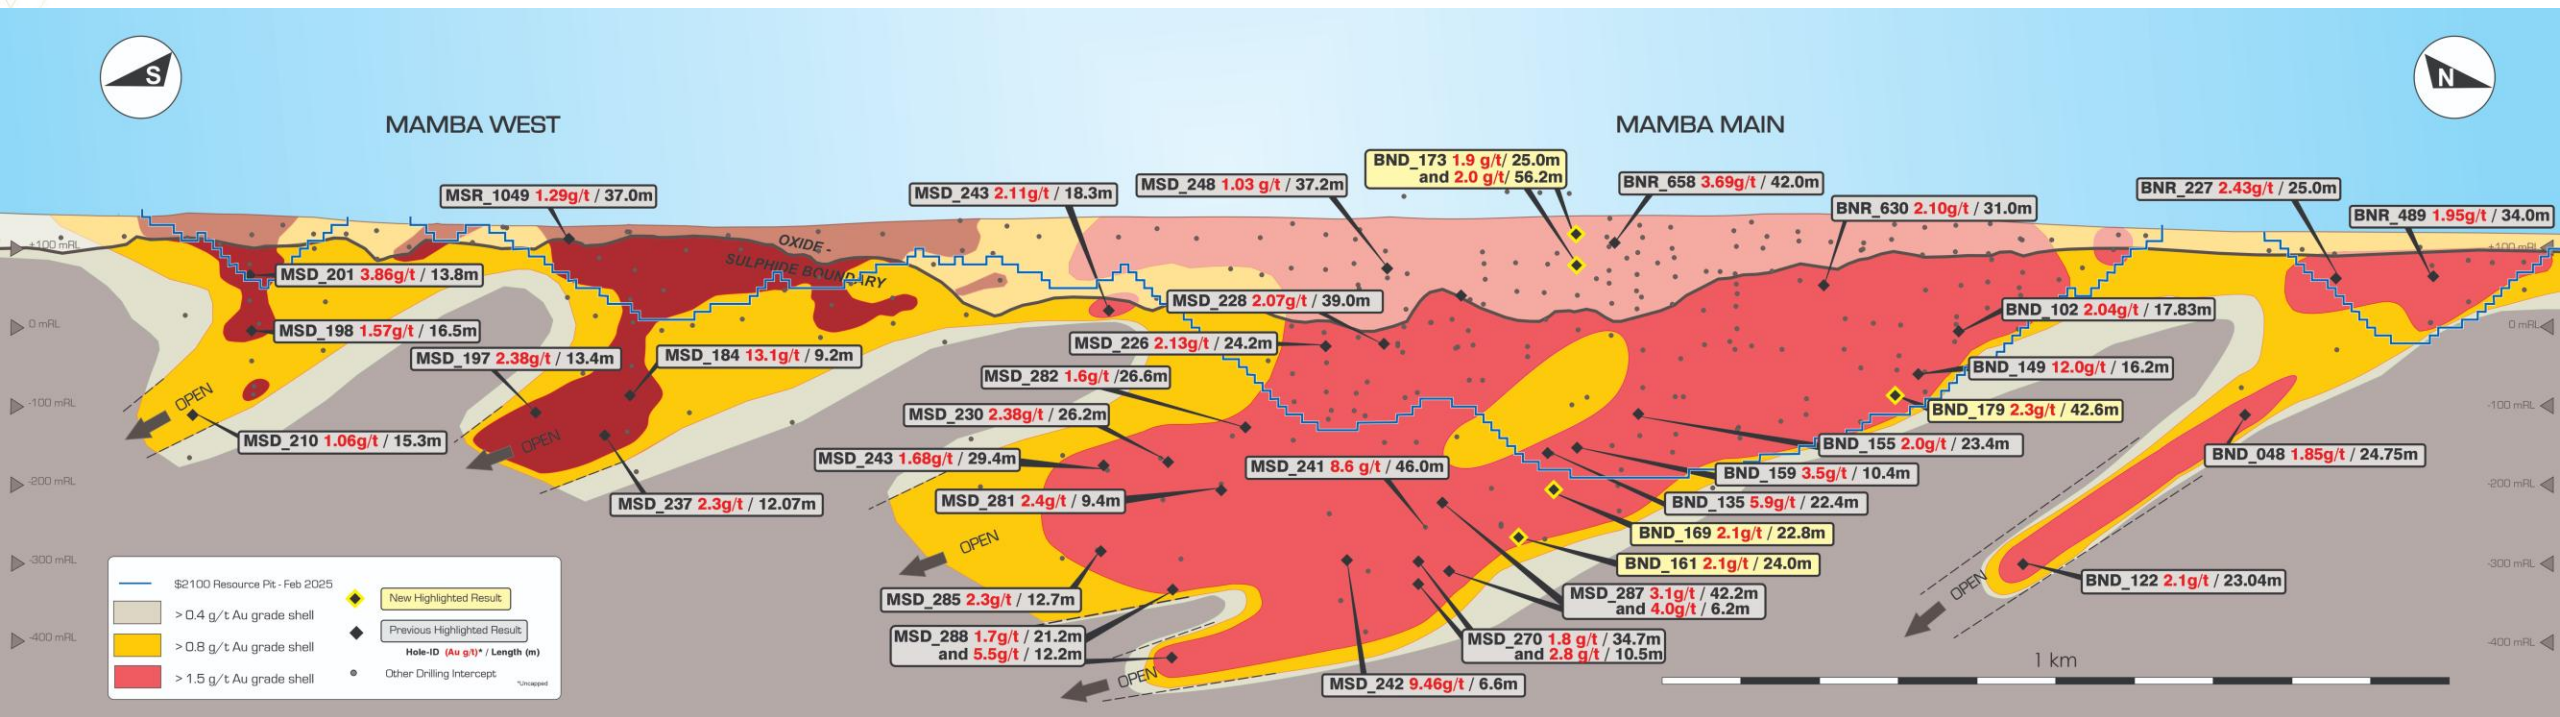 S
N
MAMBA WEST
MAMBA MAIN
BND_173 1.9 g/t/ 25.0m
and 2.0 g/t/ 56.2m
MSR_1049 1.29g/t / 37.0m
MSD_243 2.11g/t / 18.3m
MSD_248 1.03 g/t / 37.2m
BNR_658 3.69g/t / 42.0m
BNR_630 2.10g/t / 31.0m
BNR_227 2.43g/t / 25.0m
BNR_489 1.95g/t / 34.0m
+100 mRL
+100 mRL
OXIDE -
SULPHIDE BOUNDARY
MSD_201 3.86g/t / 13.8m
MSD_228 2.07g/t / 39.0m
BND_102 2.04g/t / 17.83m
0 mRL
0 mRL
MSD_198 1.57g/t / 16.5m
MSD_226 2.13g/t / 24.2m
MSD_197 2.38g/t / 13.4m
MSD_184 13.1g/t / 9.2m
BND_149 12.0g/t / 16.2m
MSD_282 1.6g/t /26.6m
-100 mRL
-100 mRL
OPEN
MSD_230 2.38g/t / 26.2m
BND_179 2.3g/t / 42.6m
MSD_210 1.06g/t / 15.3m
OPEN
BND_155 2.0g/t / 23.4m
MSD_243 1.68g/t / 29.4m
MSD_241 8.6 g/t / 46.0m
BND_048 1.85g/t / 24.75m
BND_159 3.5g/t / 10.4m
-200 mRL
-200 mRL
MSD_237 2.3g/t / 12.07m
MSD_281 2.4g/t / 9.4m
BND_135 5.9g/t / 22.4m
BND_169 2.1g/t / 22.8m
OPEN
BND_161 2.1g/t / 24.0m
-300 mRL
-300 mRL
BND_122 2.1g/t / 23.04m
OPEN
MSD_285 2.3g/t / 12.7m
MSD_287 3.1g/t / 42.2m
and 4.0g/t / 6.2m
MSD_288 1.7g/t / 21.2m
and 5.5g/t / 12.2m
MSD_270 1.8 g/t / 34.7m
and 2.8 g/t / 10.5m
-400 mRL
-400 mRL
OPEN
MSD_242 9.46g/t / 6.6m
1 km
$2100 Resource Pit - Feb 2025
> 0.4 g/t Au grade shell
> 0.8 g/t Au grade shell
> 1.5 g/t Au grade shell
New Highlighted Result
Previous Highlighted Result
Hole-ID (Au g/t)* / Length (m)
Other Drilling Intercept
*Uncapped